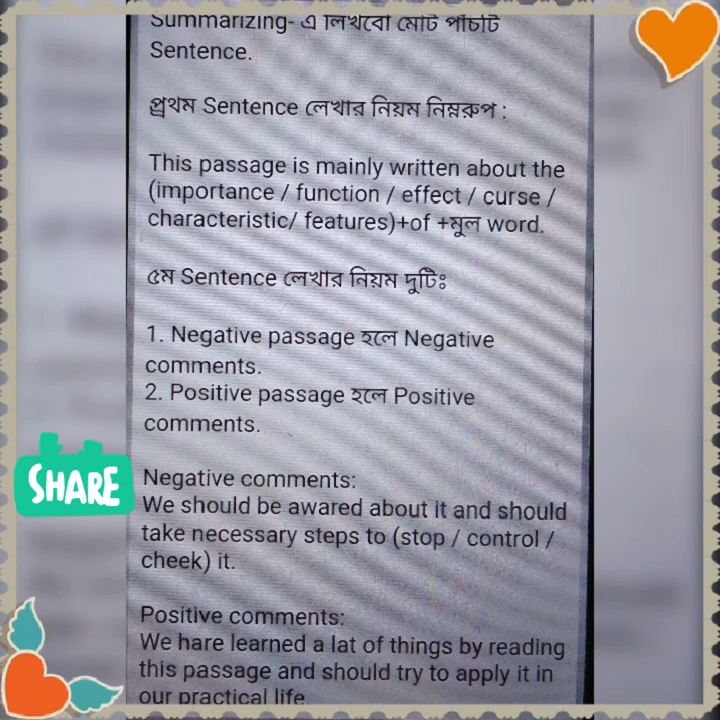 Summarizing- এ লিখবো মোট পাঁচটি
Sentence.
প্রথম Sentence লেখার নিয়ম নিম্নরুপ :
This passage is mainly written about the
(importance / function / effect / curse /
characteristic/ features)+of +মুল word.
৫ম Sentence লেখার নিয়ম দুটিঃ
1. Negative passage হলে Negative
comments.
2. Positive passage হলে Positive
comments.
SHARE
Negative comments:
We should be awared about it and should
take necessary steps to (stop / control /
cheek) it.
Positive comments:
We hare learned a lat of things by reading
this passage and should try to apply it in
our practical life.